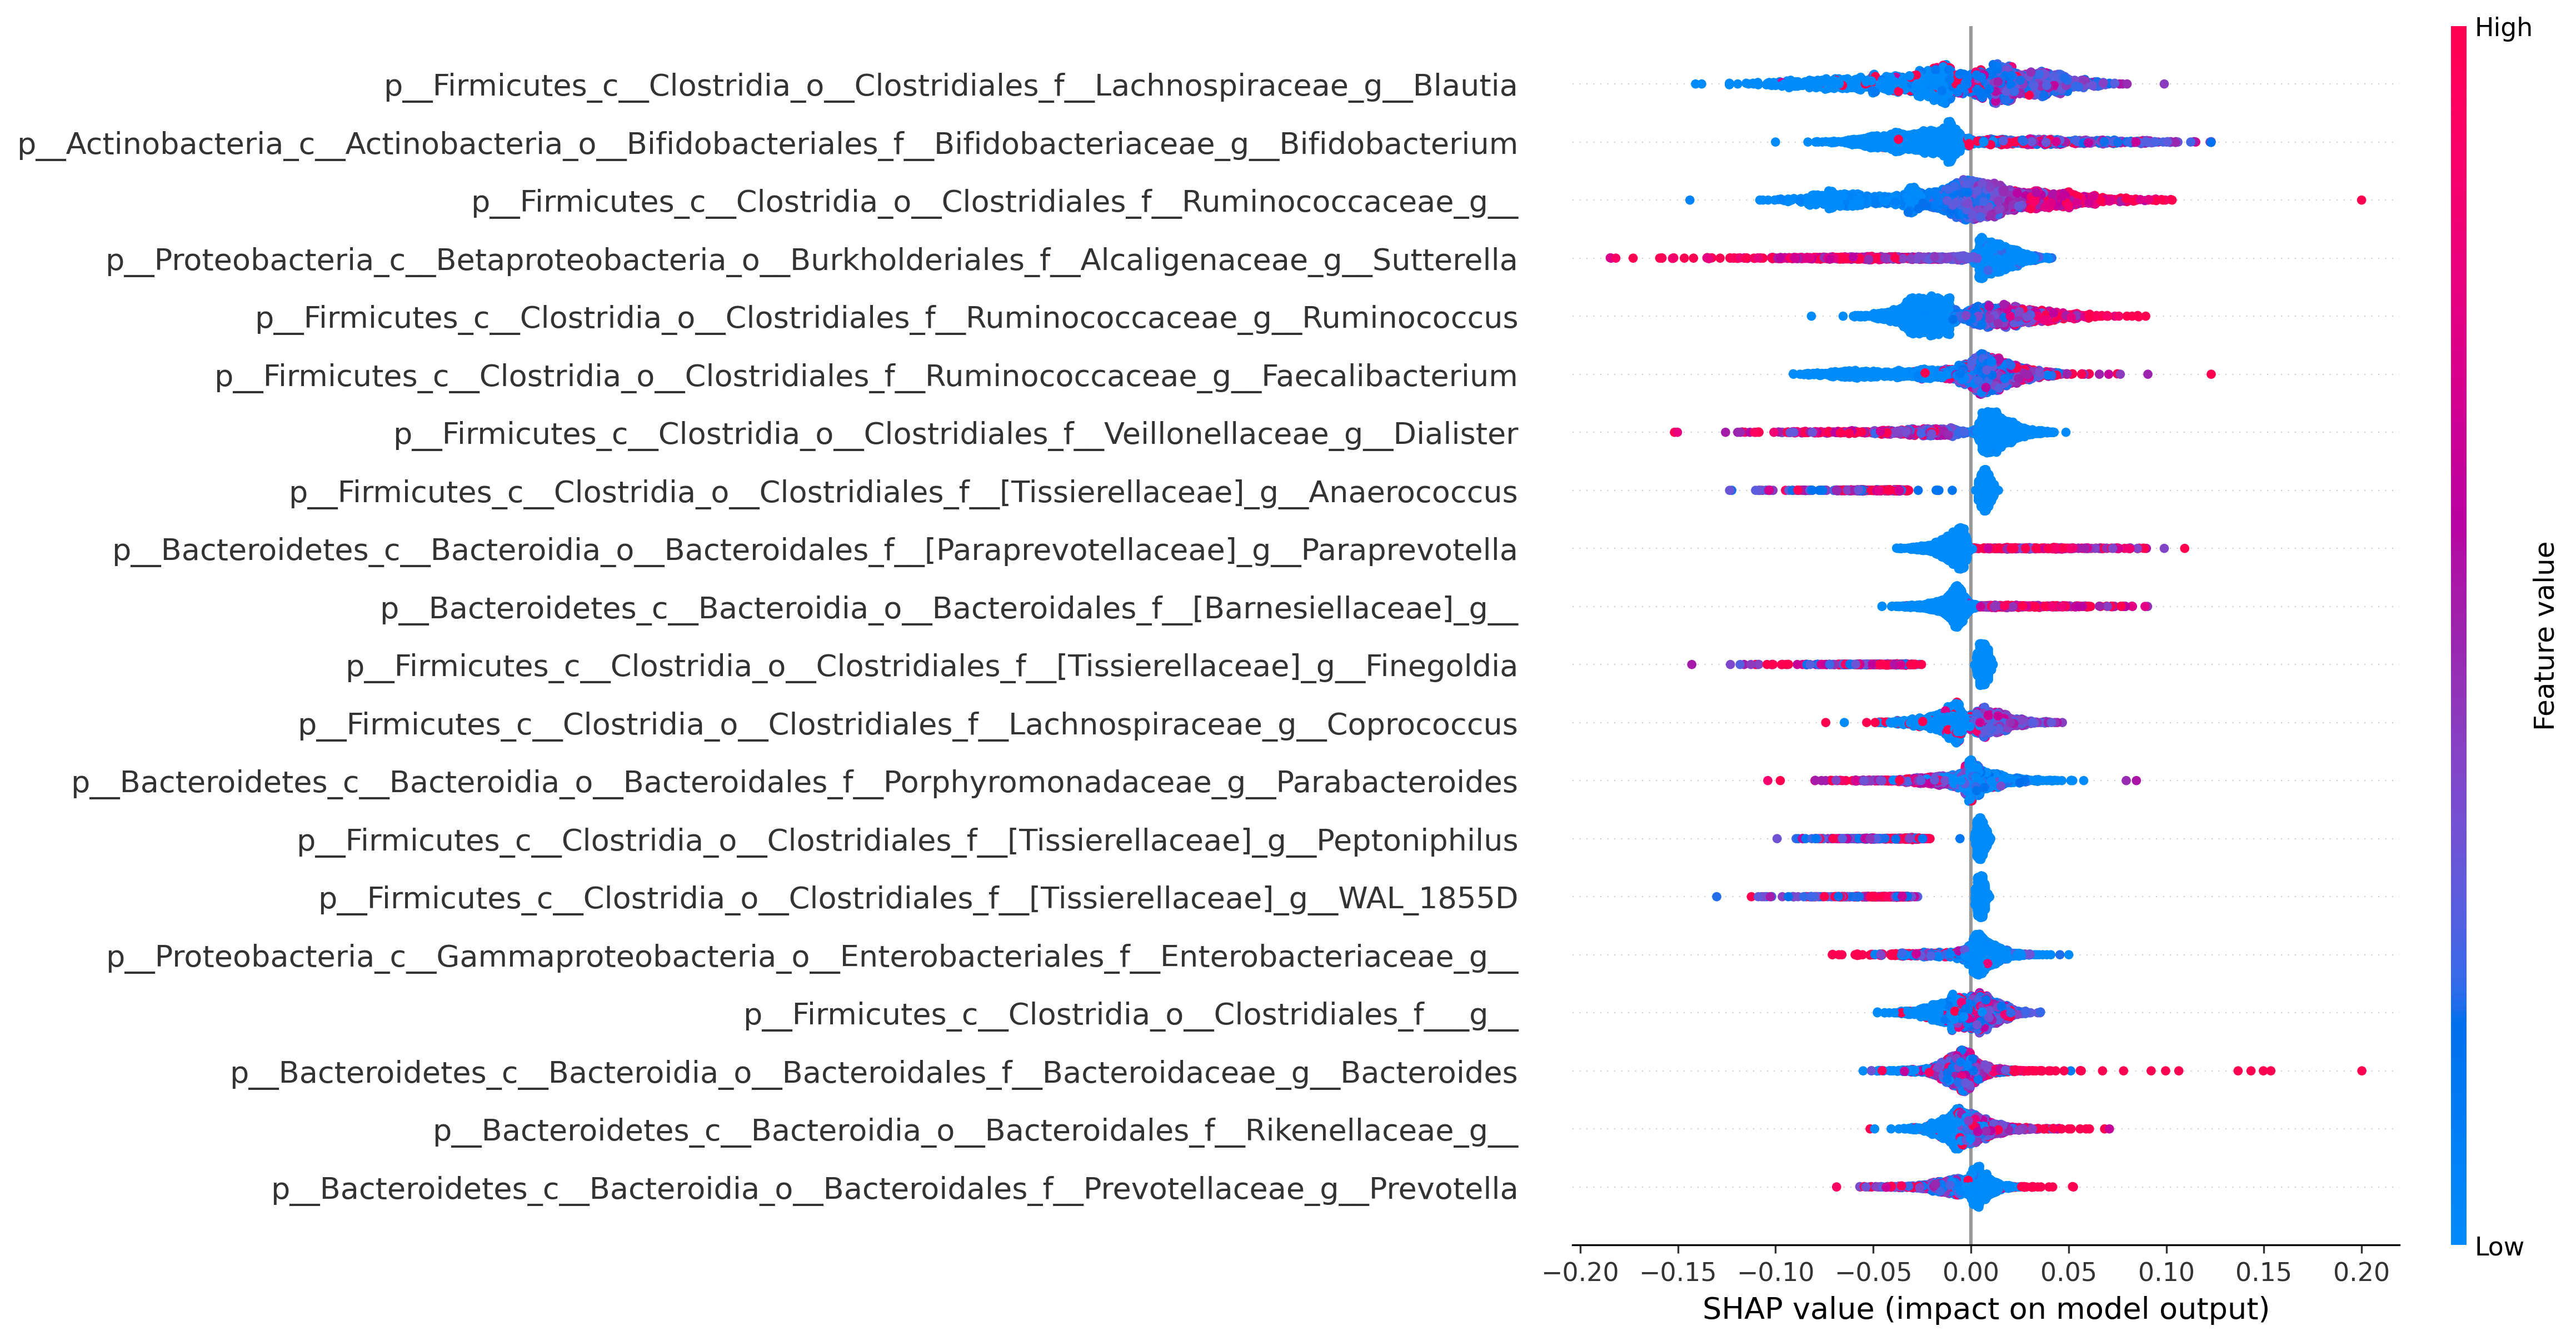 High
p__Firmicutes_c__Clostridia_o__Clostridiales_f__Lachnospiraceae_g__Blautia
p__Actinobacteria_c__Actinobacteria_o__Bifidobacteriales_f__Bifidobacteriaceae_g__Bifidobacterium
p__Firmicutes_c__Clostridia_o__Clostridiales_f__Ruminococcaceae_g__
p__Proteobacteria_c__Betaproteobacteria_o__Burkholderiales_f__Alcaligenaceae_g__Sutterella
p__Firmicutes_c__Clostridia_o__Clostridiales_f__Ruminococcaceae_g__Ruminococcus
p__Firmicutes_c__Clostridia_o__Clostridiales_f__Ruminococcaceae_g__Faecalibacterium
p__Firmicutes_c__Clostridia_o__Clostridiales_f__Veillonellaceae_g__Dialister
p__Firmicutes_c__Clostridia_o__Clostridiales_f__[Tissierellaceae]_g__Anaerococcus
p__Bacteroidetes_c__Bacteroidia_o__Bacteroidales_f__[Paraprevotellaceae]_g__Paraprevotella
p__Bacteroidetes_c__Bacteroidia_o__Bacteroidales_f__[Barnesiellaceae]_g__
p__Firmicutes_c__Clostridia_o__Clostridiales_f__[Tissierellaceae]_g__Finegoldia
p__Firmicutes_c__Clostridia_o__Clostridiales_f__Lachnospiraceae_g__Coprococcus
p__Bacteroidetes_c__Bacteroidia_o__Bacteroidales_f__Porphyromonadaceae_g__Parabacteroides
p__Firmicutes_c__Clostridia_o__Clostridiales_f__[Tissierellaceae]_g__Peptoniphilus
p__Firmicutes_c__Clostridia_o__Clostridiales_f__[Tissierellaceae]_g__WAL_1855D
p__Proteobacteria_c__Gammaproteobacteria_o__Enterobacteriales_f__Enterobacteriaceae_g__
p__Firmicutes_c__Clostridia_o__Clostridiales_f___g__
p__Bacteroidetes_c__Bacteroidia_o__Bacteroidales_f__Bacteroidaceae_g__Bacteroides
p__Bacteroidetes_c__Bacteroidia_o__Bacteroidales_f__Rikenellaceae_g__
p__Bacteroidetes_c__Bacteroidia_o__Bacteroidales_f__Prevotellaceae_g__Prevotella
Feature value
Low
−0.20 −0.15 −0.10 −0.05 0.00 0.05 0.10 0.15 0.20
SHAP value (impact on model output)